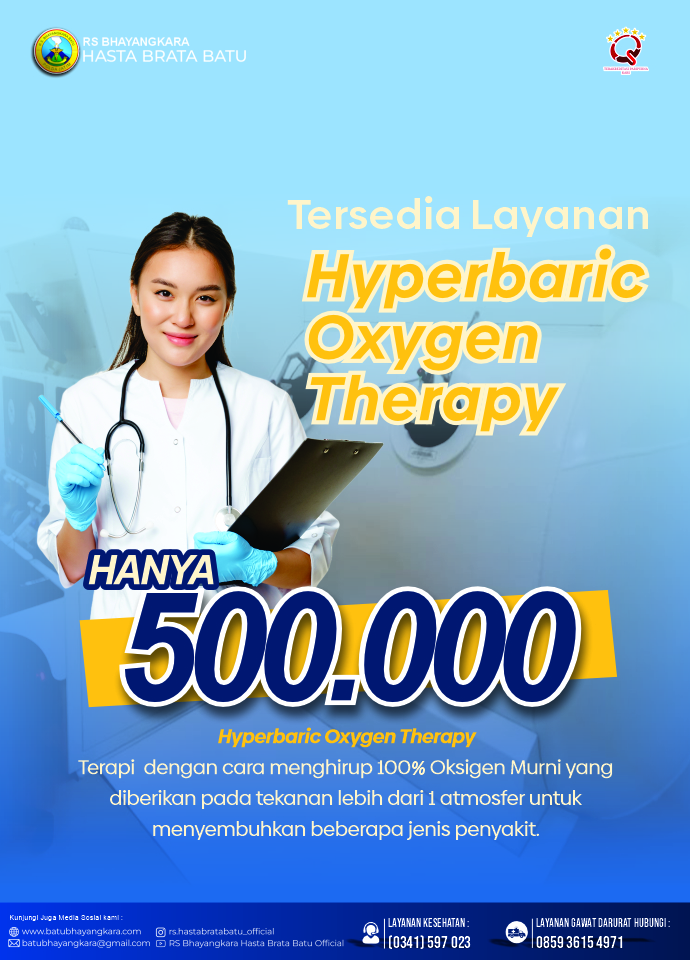 RS BHAYANGKARA
HASTA BRATA BATU
Tersedia Layanan
Hyperbaric
Oxygen
Therapy
HANYA
500.000
Hyperbaric Oxygen Therapy
Terapi dengan cara menghirup 100% Oksigen Murni yang
diberikan pada tekanan lebih dari 1 atmosfer untuk
menyembuhkan beberapa jenis penyakit.
Kunjungi Juga Media Sosial kami :
www.batubhayangkara.com
rs.hastabratabatu_official
batubhayangkara@gmail.com
RS Bhayangkara Hasta Brata Batu Official
LAYANAN KESEHATAN :
(0341) 597 023
LAYANAN GAWAT DARURAT HUBUNGI :
0859 3615 4971